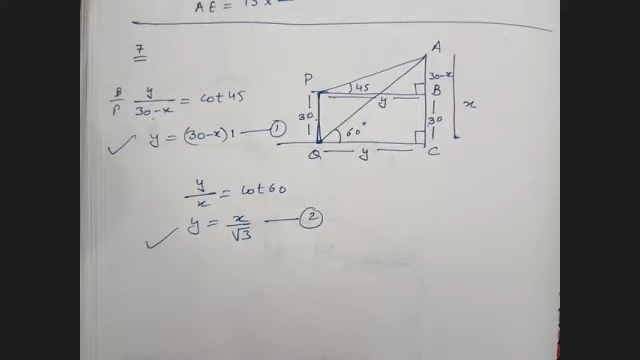 AE = 15 x
7
B/P y/30-x = cot 45
y = (30-x) 1 — ①
y/x = cot 60
y = x/√3 — ②
A
P
45
30-x
B
y
30
30
x
60°
Q
y
C